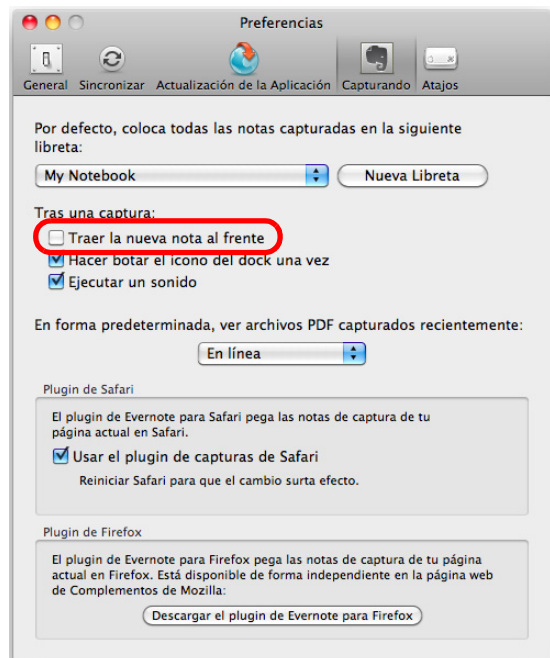 Preferencias
General Sincronizar Actualización de la Aplicación Capturando Atajos
Por defecto, coloca todas las notas capturadas en la siguiente
libreta:
My Notebook Nueva Libreta
Tras una captura:
Traer la nueva nota al frente
Hacer botar el icono del dock una vez
Ejecutar un sonido
En forma predeterminada, ver archivos PDF capturados recientemente:
En línea
Plugin de Safari
El plugin de Evernote para Safari pega las notas de captura de tu
página actual en Safari.
Usar el plugin de capturas de Safari
Reiniciar Safari para que el cambio surta efecto.
Plugin de Firefox
El plugin de Evernote para Firefox pega las notas de captura de tu página
actual en Firefox. Está disponible de forma independiente en la página web
de Complementos de Mozilla:
Descargar el plugin de Evernote para Firefox